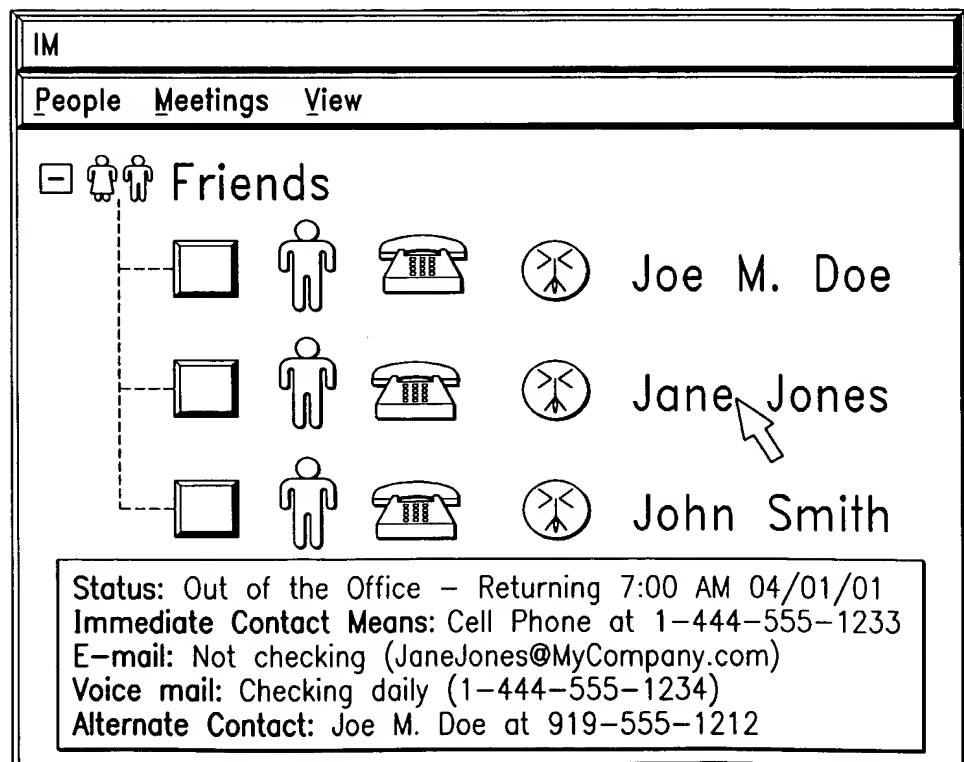 IM
People Meetings View
Friends
Joe M. Doe
Jane Jones
John Smith
Status: Out of the Office – Returning 7:00 AM 04/01/01
Immediate Contact Means: Cell Phone at 1–444–555–1233
E–mail: Not checking (JaneJones@MyCompany.com)
Voice mail: Checking daily (1–444–555–1234)
Alternate Contact: Joe M. Doe at 919–555–1212